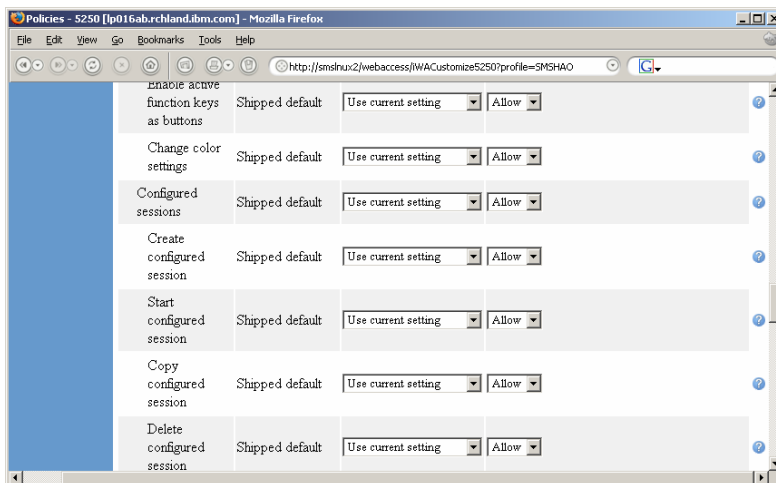 Policies - 5250 [lp016ab.rchland.ibm.com] - Mozilla Firefox
File Edit View Go Bookmarks Tools Help
http://smslnux2/webaccess/iWACustomize5250?profile=SMSHAO
G
Enable active
function keys
as buttons
Shipped default
Use current setting
Allow
?
Change color
settings
Shipped default
Use current setting
Allow
?
Configured
sessions
Shipped default
Use current setting
Allow
?
Create
configured
session
Shipped default
Use current setting
Allow
?
Start
configured
session
Shipped default
Use current setting
Allow
?
Copy
configured
session
Shipped default
Use current setting
Allow
?
Delete
configured
session
Shipped default
Use current setting
Allow
?